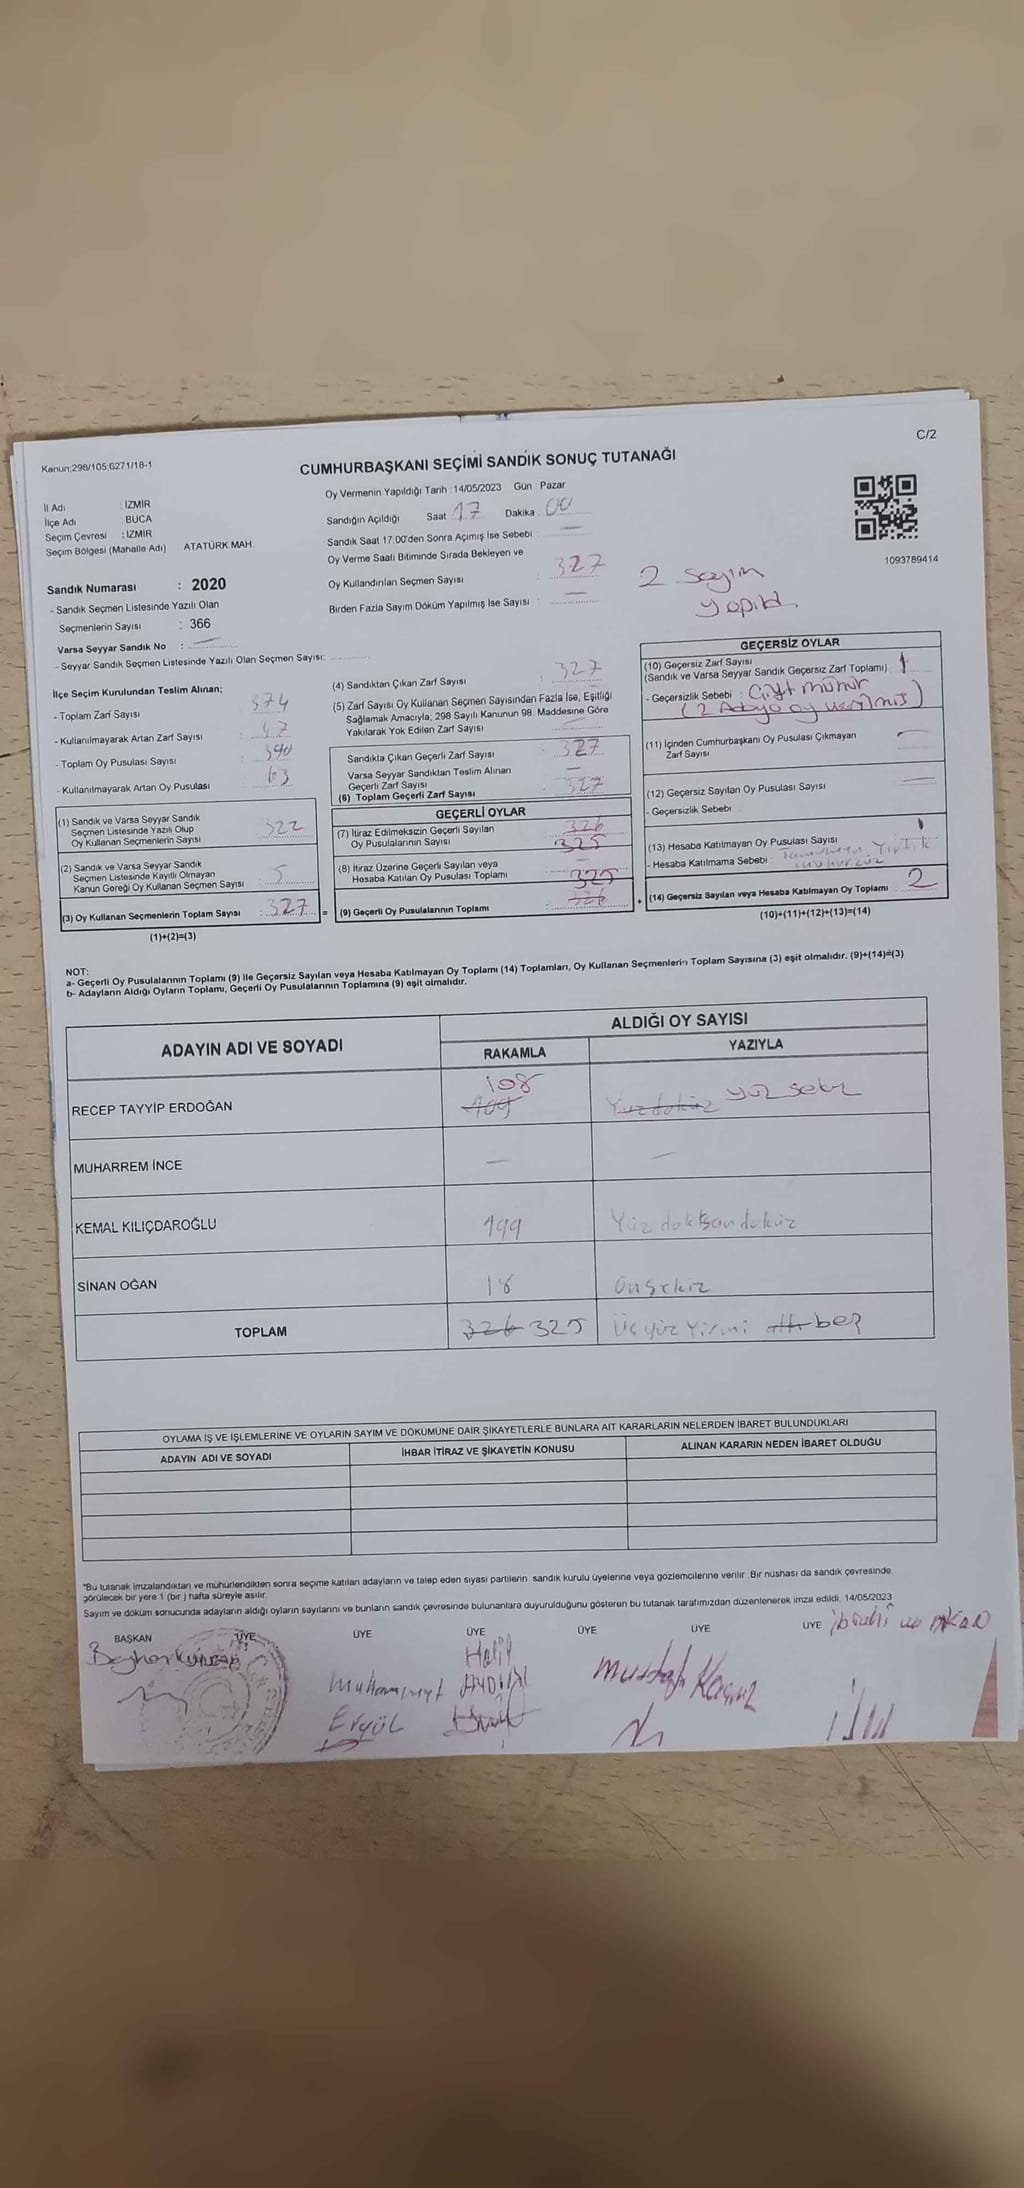 C/2
Kanun:298/105;6271/18-1
CUMHURBAŞKANI SEÇİMİ SANDIK SONUÇ TUTANAĞI
İl Adı : İZMİR
İlçe Adı : BUCA
Seçim Çevresi : İZMİR
Seçim Bölgesi (Mahalle Adı) : ATATÜRK MAH.
Oy Vermenin Yapıldığı Tarih : 14/05/2023 Gün : Pazar
Sandığın Açıldığı Saat 17 Dakika : 00
Sandık Saat 17:00'den Sonra Açımış İse Sebebi : —
Oy Verme Saati Bitiminde Sırada Bekleyen ve
Oy Kullandırılan Seçmen Sayısı : 327
Birden Fazla Sayım Döküm Yapılmış İse Sayısı : —
2. sayım
yapıldı.
1093789414
Sandık Numarası : 2020
- Sandık Seçmen Listesinde Yazılı Olan
Seçmenlerin Sayısı : 366
Varsa Seyyar Sandık No : —
- Seyyar Sandık Seçmen Listesinde Yazılı Olan Seçmen Sayısı:
İlçe Seçim Kurulundan Teslim Alınan;
- Toplam Zarf Sayısı : 374
- Kullanılmayarak Artan Zarf Sayısı : 47
- Toplam Oy Pusulası Sayısı : 390
- Kullanılmayarak Artan Oy Pusulası : 63
(1) Sandık ve Varsa Seyyar Sandık
Seçmen Listesinde Yazılı Olup
Oy Kullanan Seçmenlerin Sayısı : 322
(2) Sandık ve Varsa Seyyar Sandık
Seçmen Listesinde Kayıtlı Olmayan
Kanun Gereği Oy Kullanan Seçmen Sayısı : 5
(3) Oy Kullanan Seçmenlerin Toplam Sayısı : 327 =
(1)+(2)=(3)
(4) Sandıktan Çıkan Zarf Sayısı : 327
(5) Zarf Sayısı Oy Kullanan Seçmen Sayısından Fazla İse, Eşitliği
Sağlamak Amacıyla, 298 Sayılı Kanunun 98. Maddesine Göre
Yakılarak Yok Edilen Zarf Sayısı : —
Sandıkta Çıkan Geçerli Zarf Sayısı : 327
Varsa Seyyar Sandıktan Teslim Alınan
Geçerli Zarf Sayısı : —
(6) Toplam Geçerli Zarf Sayısı : 327
GEÇERLİ OYLAR
(7) İtiraz Edilmeksizin Geçerli Sayılan 326
Oy Pusulalarının Sayısı : 325
(8) İtiraz Üzerine Geçerli Sayılan veya
Hesaba Katılan Oy Pusulası Toplamı : 325
(9) Geçerli Oy Pusulalarının Toplamı : 326 +
GEÇERSİZ OYLAR
(10) Geçersiz Zarf Sayısı
(Sandık ve Varsa Seyyar Sandık Geçersiz Zarf Toplamı) : 1
- Geçersizlik Sebebi : Çift mühür
(2 Adaya oy verilmiş)
(11) İçinden Cumhurbaşkanı Oy Pusulası Çıkmayan
Zarf Sayısı : —
(12) Geçersiz Sayılan Oy Pusulası Sayısı : —
- Geçersizlik Sebebi :
(13) Hesaba Katılmayan Oy Pusulası Sayısı : 1
- Hesaba Katılmama Sebebi : Tamamen Yırtık
mühürsüz
(14) Geçersiz Sayılan veya Hesaba Katılmayan Oy Toplamı : 2
(10)+(11)+(12)+(13)=(14)
NOT:
a- Geçerli Oy Pusulalarının Toplamı (9) ile Geçersiz Sayılan veya Hesaba Katılmayan Oy Toplamı (14) Toplamları, Oy Kullanan Seçmenlerin Toplam Sayısına (3) eşit olmalıdır. (9)+(14)=(3)
b- Adayların Aldığı Oyların Toplamı, Geçerli Oy Pusulalarının Toplamına (9) eşit olmalıdır.
ADAYIN ADI VE SOYADI ALDIĞI OY SAYISI
RAKAMLA YAZIYLA
RECEP TAYYİP ERDOĞAN 109 108 Yüzdokuz yüz sekiz
MUHARREM İNCE — —
KEMAL KILIÇDAROĞLU 199 Yüz doksandokuz
SİNAN OĞAN 18 Onsekiz
TOPLAM 326 325 Üçyüz Yirmi altı beş
OYLAMA İŞ VE İŞLEMLERİNE VE OYLARIN SAYIM VE DÖKÜMÜNE DAİR ŞİKAYETLERLE BUNLARA AİT KARARLARIN NELERDEN İBARET BULUNDUKLARI
ADAYIN ADI VE SOYADI İHBAR İTİRAZ VE ŞİKAYETİN KONUSU ALINAN KARARIN NEDEN İBARET OLDUĞU
*Bu tutanak imzalandıktan ve mühürlendikten sonra seçime katılan adayların ve talep eden siyasi partilerin sandık kurulu üyelerine veya gözlemcilerine verilir. Bir nüshası da sandık çevresinde
görülecek bir yere 1 (bir ) hafta süreyle asılır.
Sayım ve döküm sonucunda adayların aldığı oyların sayılarını ve bunların sandık çevresinde bulunanlara duyurulduğunu gösteren bu tutanak tarafımızdan düzenlenerek imza edildi. 14/05/2023
BAŞKAN ÜYE ÜYE ÜYE ÜYE ÜYE ÜYE
Muhammet
Ergül
Halil
Mustafa